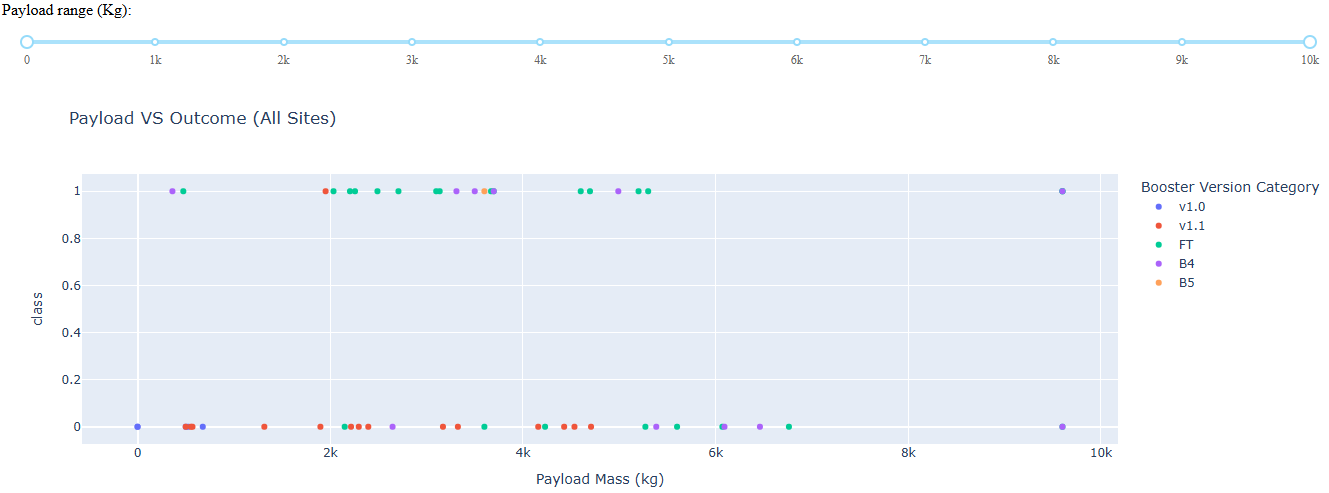 Payload range (Kg):
0 1k 2k 3k 4k 5k 6k 7k 8k 9k 10k
Payload VS Outcome (All Sites)
1
0.8
0.6
0.4
0.2
0
class
0 2k 4k 6k 8k 10k
Payload Mass (kg)
Booster Version Category
v1.0
v1.1
FT
B4
B5